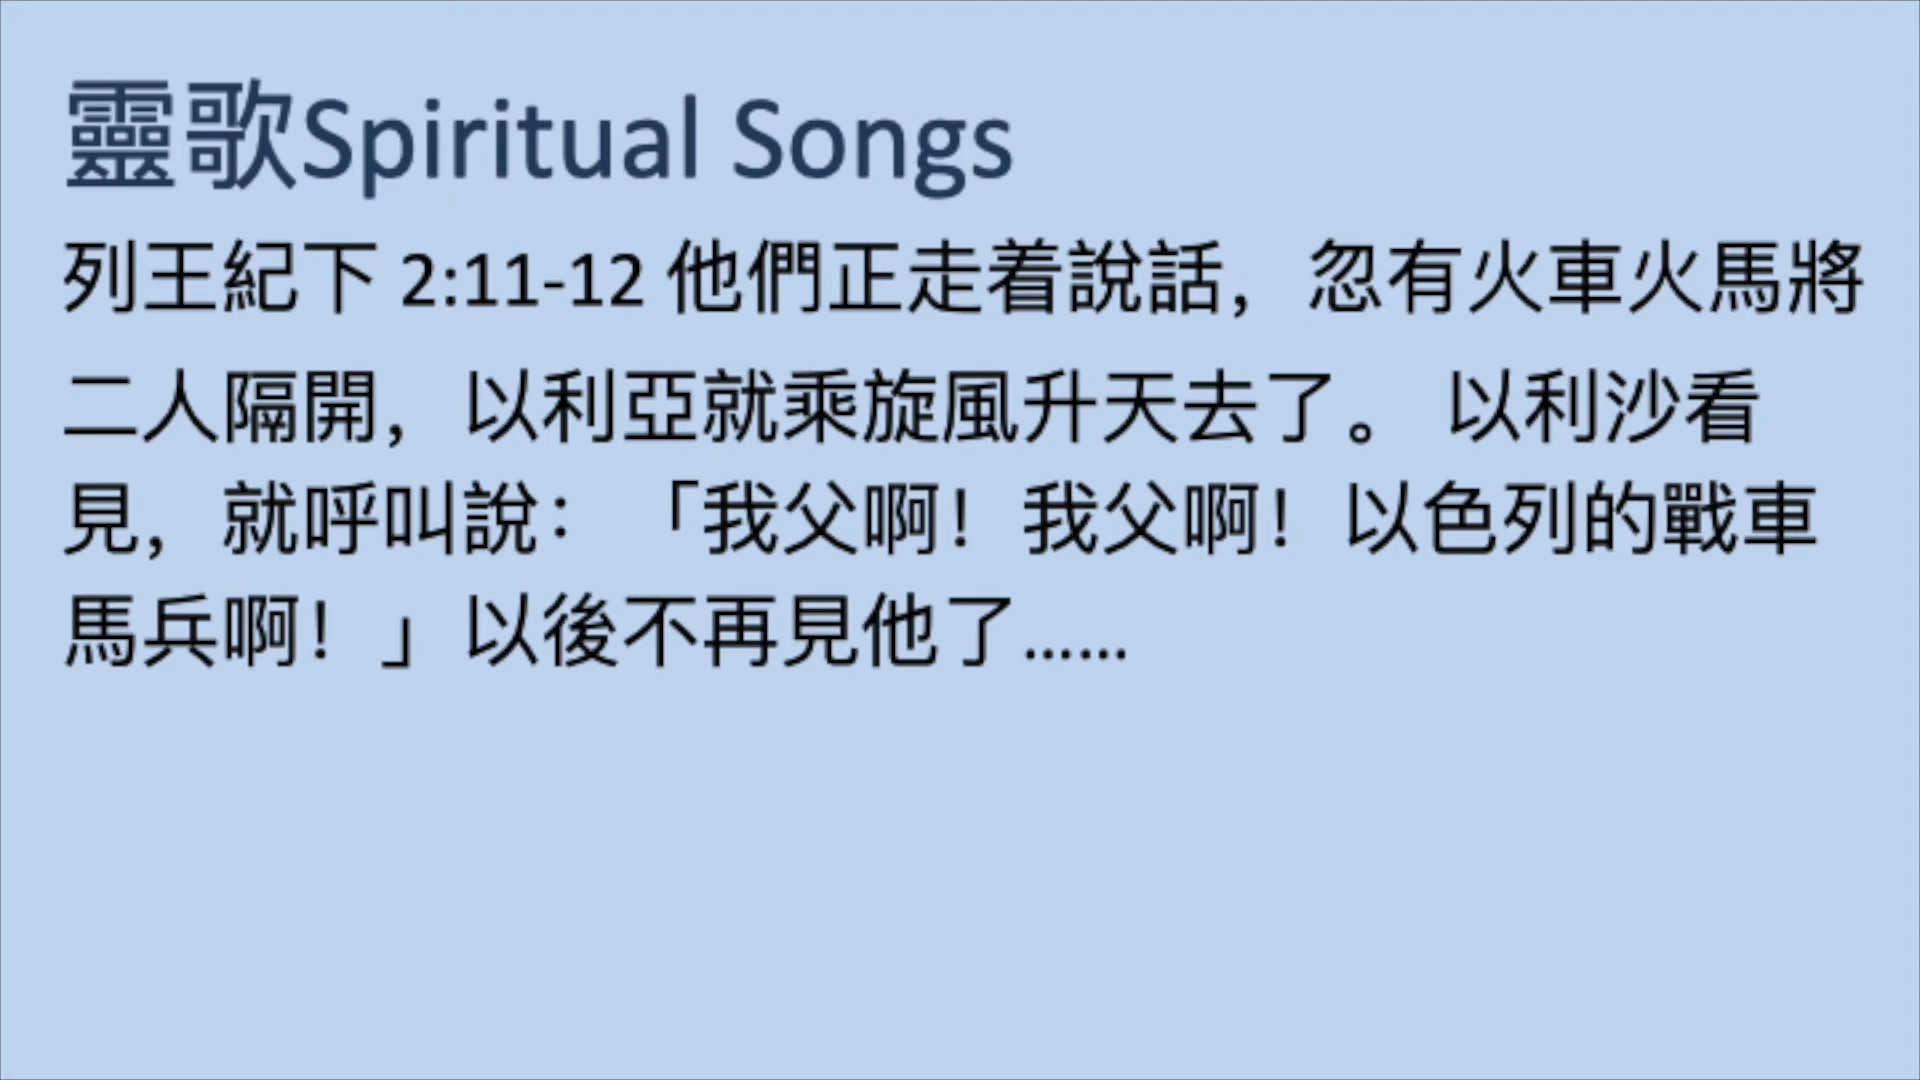 靈歌Spiritual Songs
列王紀下 2:11-12 他們正走着說話，忽有火車火馬將
二人隔開，以利亞就乘旋風升天去了。 以利沙看
見，就呼叫說：「我父啊！我父啊！以色列的戰車
馬兵啊！」以後不再見他了……